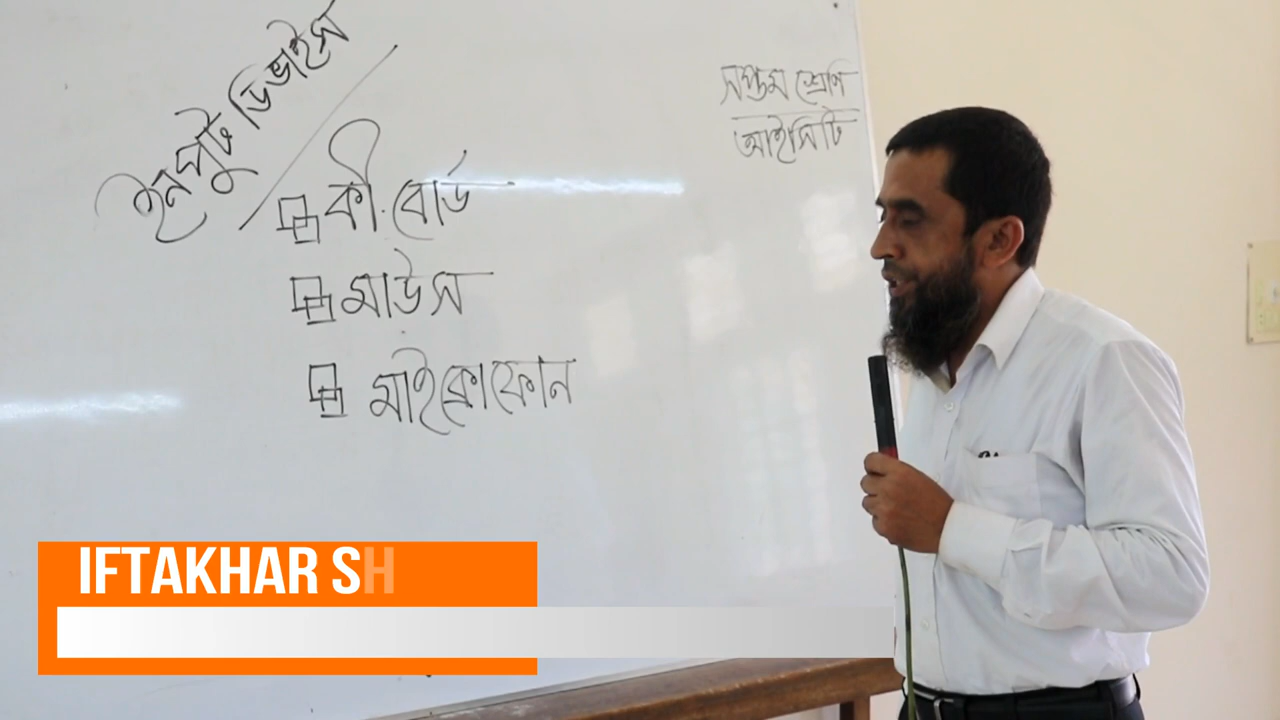 ইনপুট ডিভাইস
সপ্তম শ্রেণি
আইসিটি
কী বোর্ড
মাউস
মাইক্রোফোন
IFTAKHAR SH